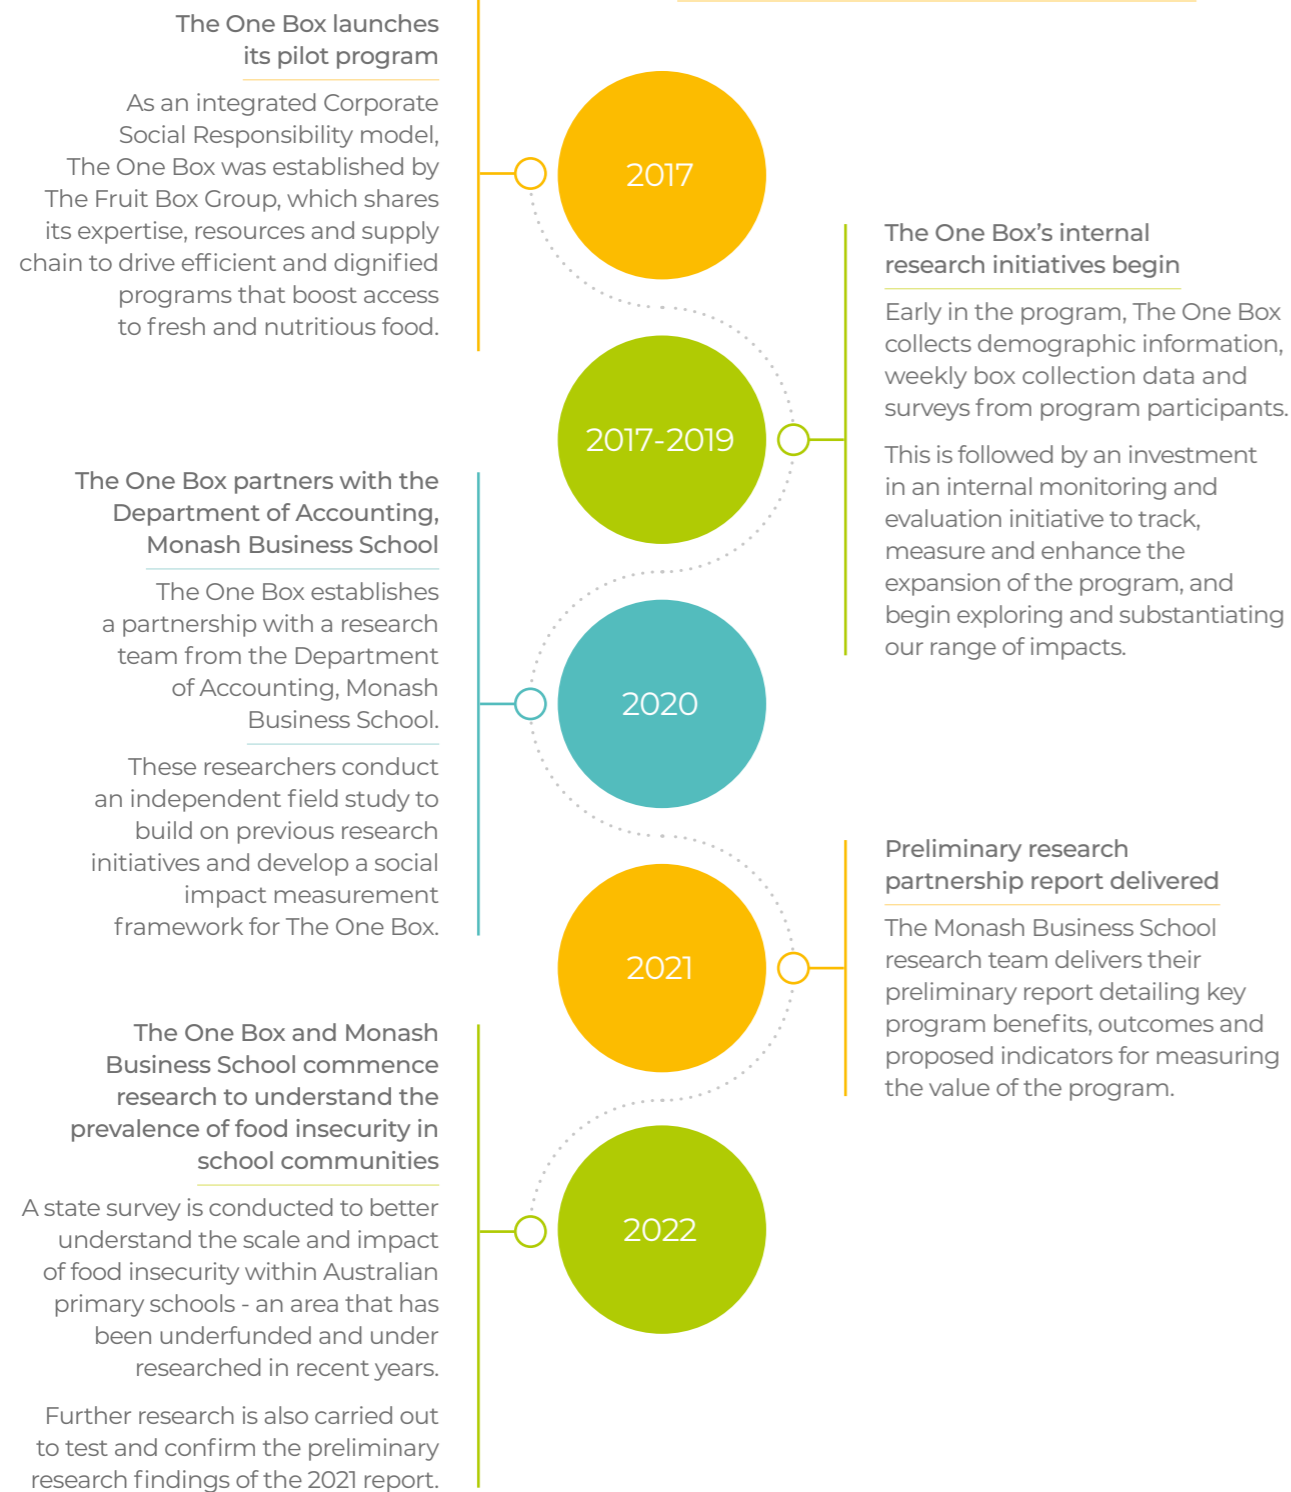 The One Box launches
its pilot program
As an integrated Corporate
Social Responsibility model,
The One Box was established by
The Fruit Box Group, which shares
its expertise, resources and supply
chain to drive efficient and dignified
programs that boost access
to fresh and nutritious food.
2017
The One Box’s internal
research initiatives begin
Early in the program, The One Box
collects demographic information,
weekly box collection data and
surveys from program participants.
This is followed by an investment
in an internal monitoring and
evaluation initiative to track,
measure and enhance the
expansion of the program, and
begin exploring and substantiating
our range of impacts.
2017-2019
The One Box partners with the
Department of Accounting,
Monash Business School
The One Box establishes
a partnership with a research
team from the Department
of Accounting, Monash
Business School.
These researchers conduct
an independent field study to
build on previous research
initiatives and develop a social
impact measurement
framework for The One Box.
2020
Preliminary research
partnership report delivered
The Monash Business School
research team delivers their
preliminary report detailing key
program benefits, outcomes and
proposed indicators for measuring
the value of the program.
2021
The One Box and Monash
Business School commence
research to understand the
prevalence of food insecurity in
school communities
A state survey is conducted to better
understand the scale and impact
of food insecurity within Australian
primary schools - an area that has
been underfunded and under
researched in recent years.
Further research is also carried out
to test and confirm the preliminary
research findings of the 2021 report.
2022